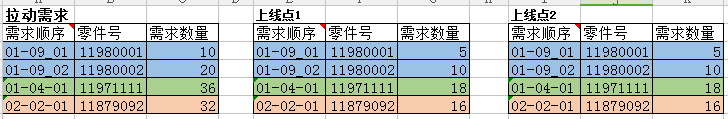 拉动需求 上线点1 上线点2
需求顺序 零件号 需求数量 需求顺序 零件号 需求数量 需求顺序 零件号 需求数量
01-09_01 11980001 10 01-09_01 11980001 5 01-09_01 11980001 5
01-09_02 11980002 20 01-09_02 11980002 10 01-09_02 11980002 10
01-04-01 11971111 36 01-04-01 11971111 18 01-04-01 11971111 18
02-02-01 11879092 32 02-02-01 11879092 16 02-02-01 11879092 16